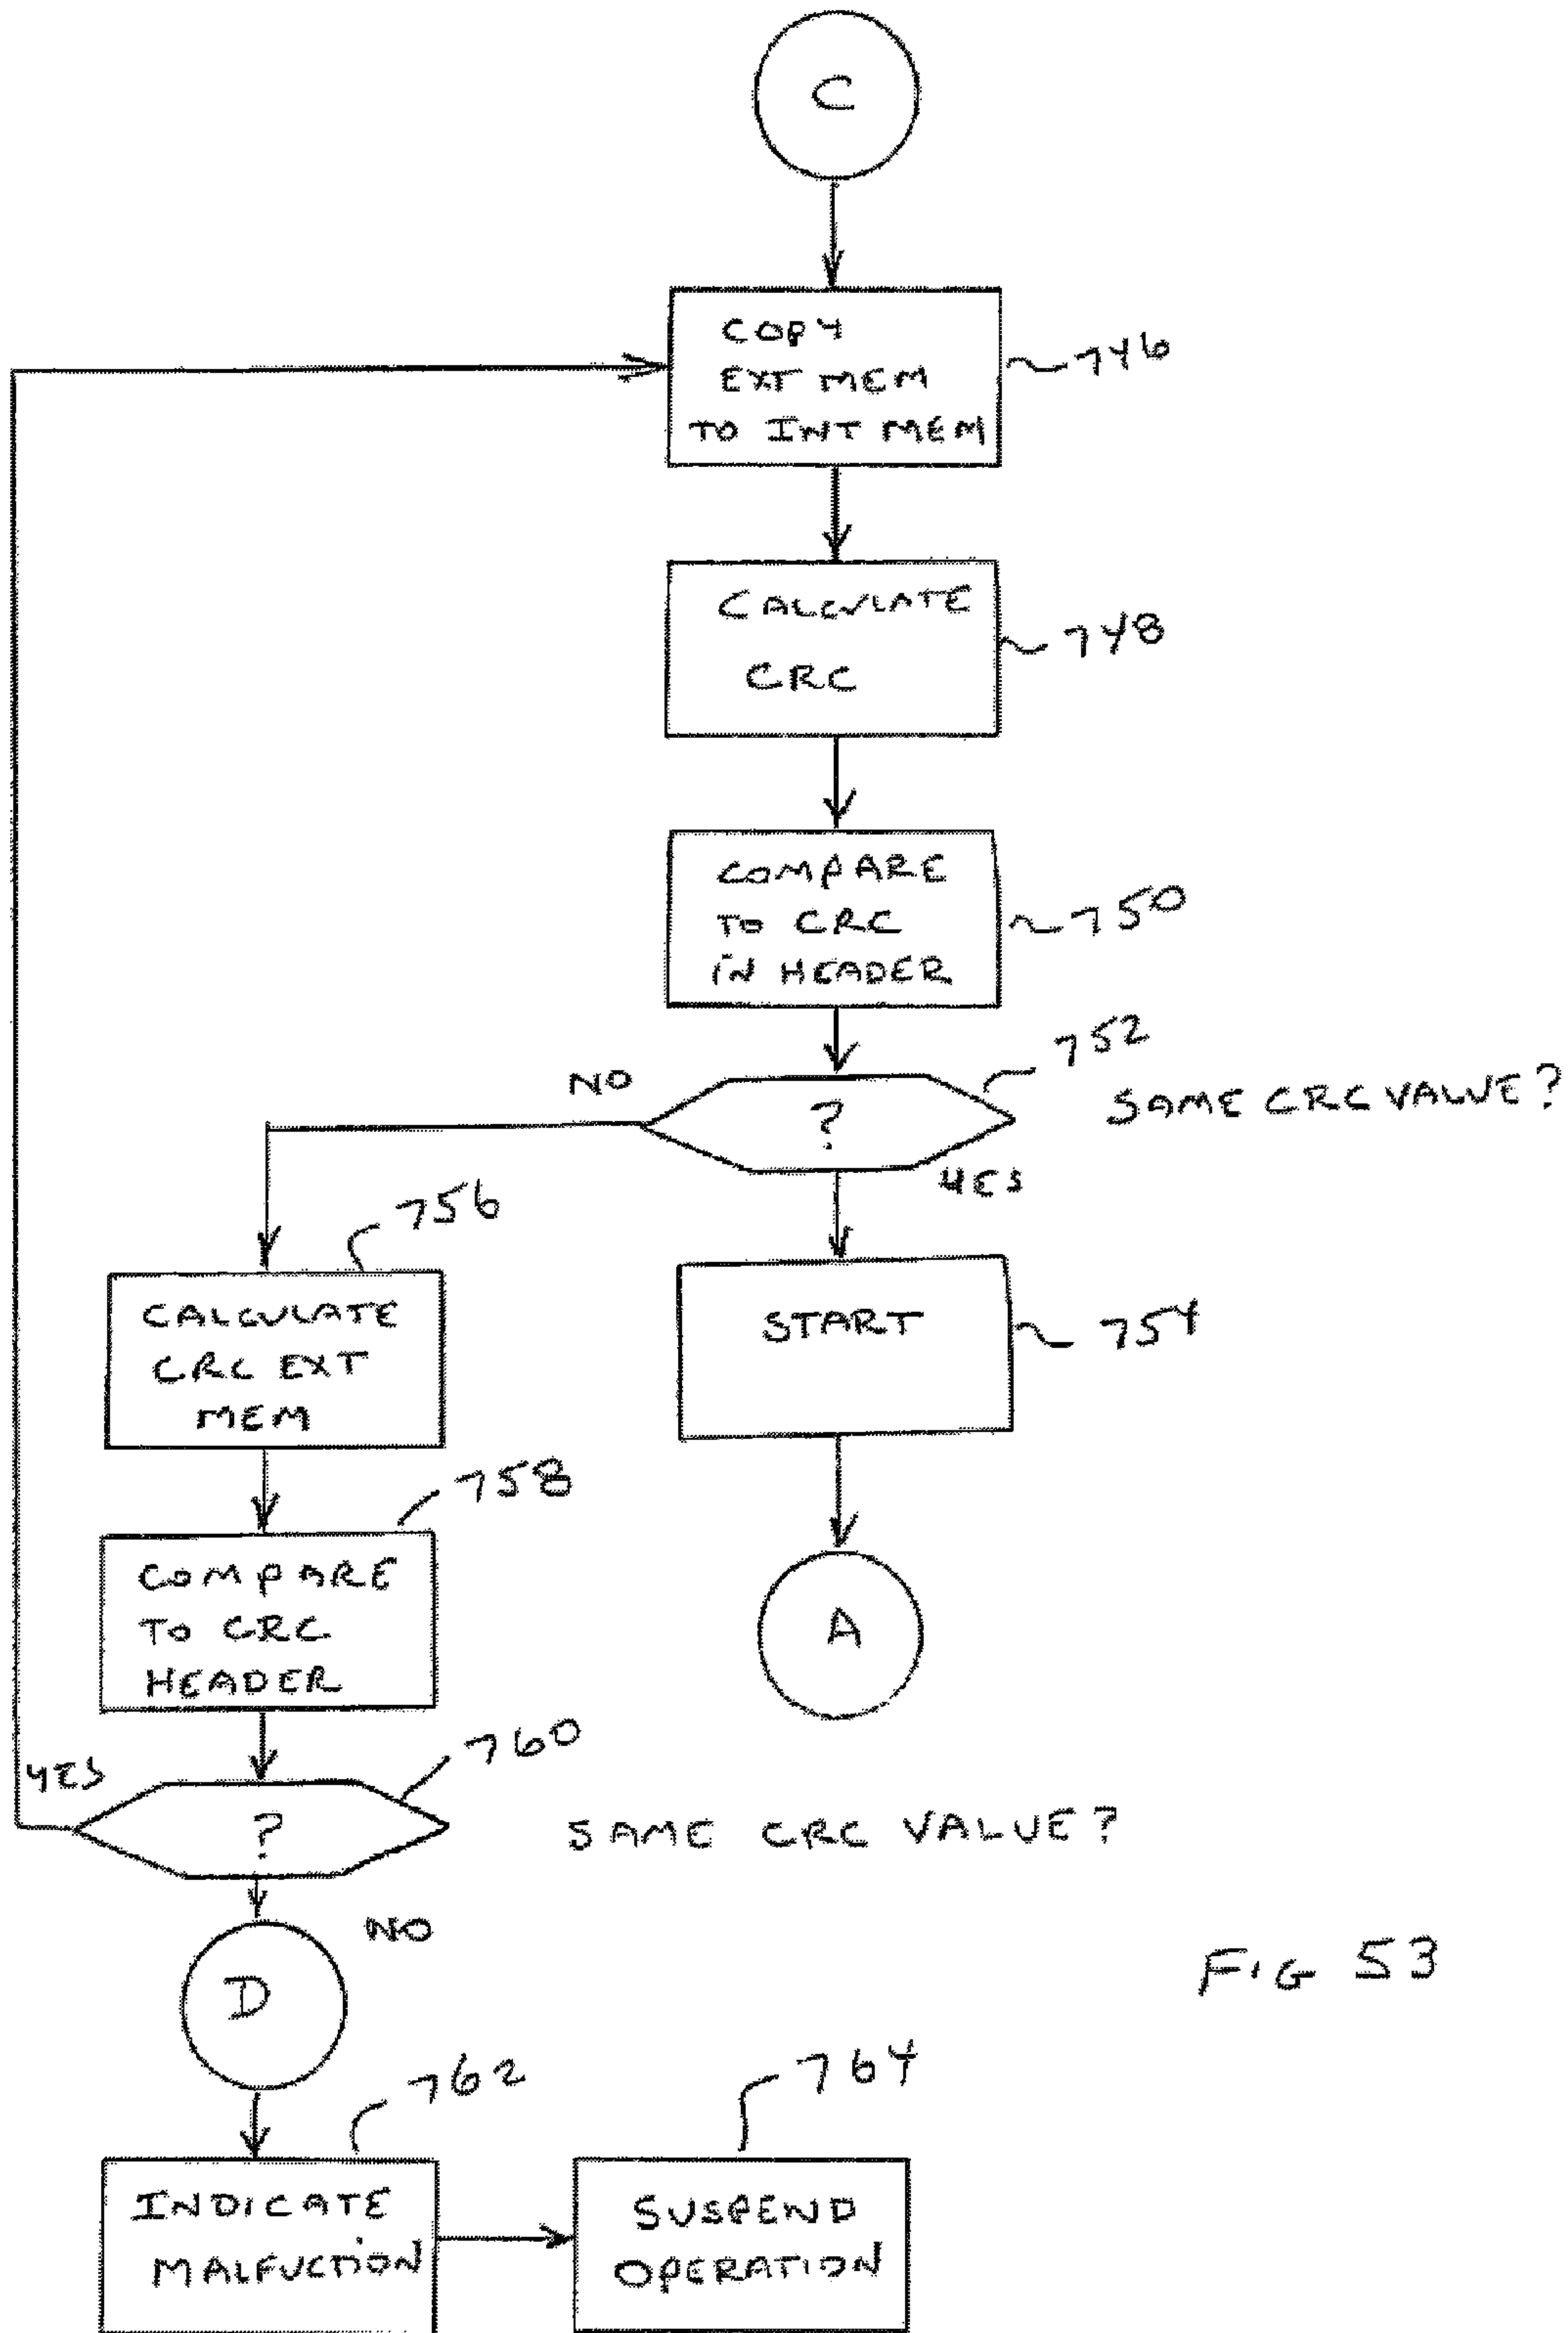 C
COPY
EXT MEM
TO INT MEM
746
CALCULATE
CRC
748
COMPARE
TO CRC
IN HEADER
750
752
NO
?
SAME CRC VALUE?
YES
756
CALCULATE
CRC EXT
MEM
START
754
758
COMPARE
TO CRC
HEADER
A
760
YES
?
SAME CRC VALUE?
NO
D
FIG 53
762
764
INDICATE
MALFUCTION
SUSPEND
OPERATION